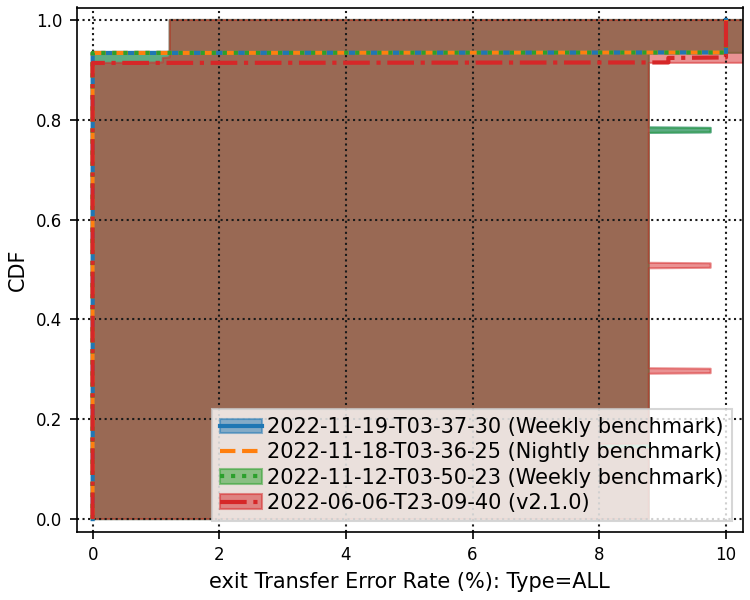 1.0
0.8
0.6
0.4
0.2
0.0
CDF
2022-11-19-T03-37-30 (Weekly benchmark)
2022-11-18-T03-36-25 (Nightly benchmark)
2022-11-12-T03-50-23 (Weekly benchmark)
2022-06-06-T23-09-40 (v2.1.0)
0 2 4 6 8 10
exit Transfer Error Rate (%): Type=ALL